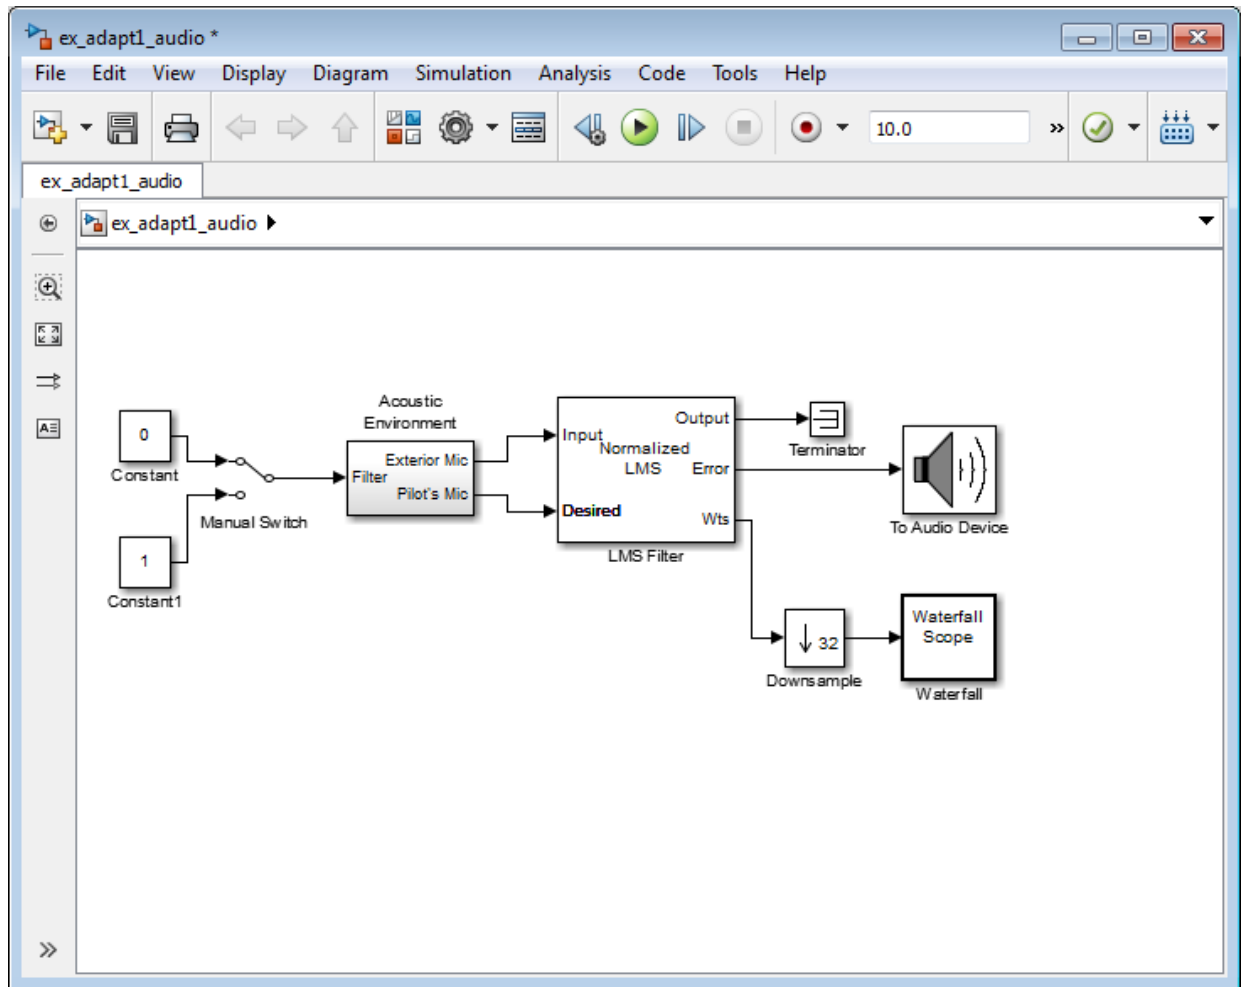 ex_adapt1_audio *
File Edit View Display Diagram Simulation Analysis Code Tools Help
10.0 »
ex_adapt1_audio
ex_adapt1_audio
Acoustic
Environment
0
Constant
Manual Switch
1
Constant1
Filter
Exterior Mic
Pilot's Mic
Input
Desired
Normalized
LMS
Output
Error
Wts
LMS Filter
Terminator
To Audio Device
32
Downsample
Waterfall
Scope
Waterfall